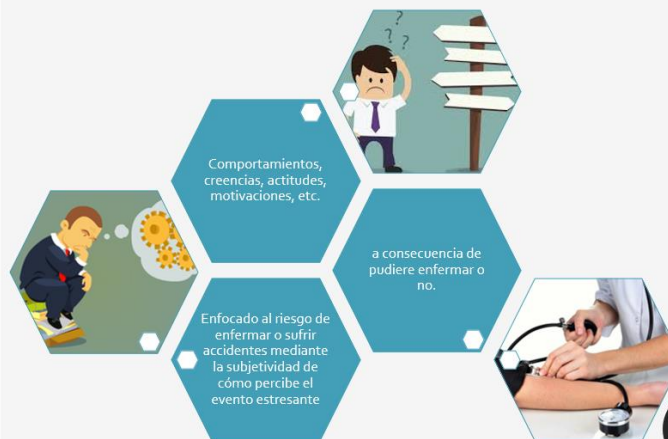 ? 
? ?
Comportamientos,
creencias, actitudes,
motivaciones, etc.
a consecuencia de
pudiere enfermar o
no.
Enfocado al riesgo de
enfermar o sufrir
accidentes mediante
la subjetividad de
cómo percibe el
evento estresante